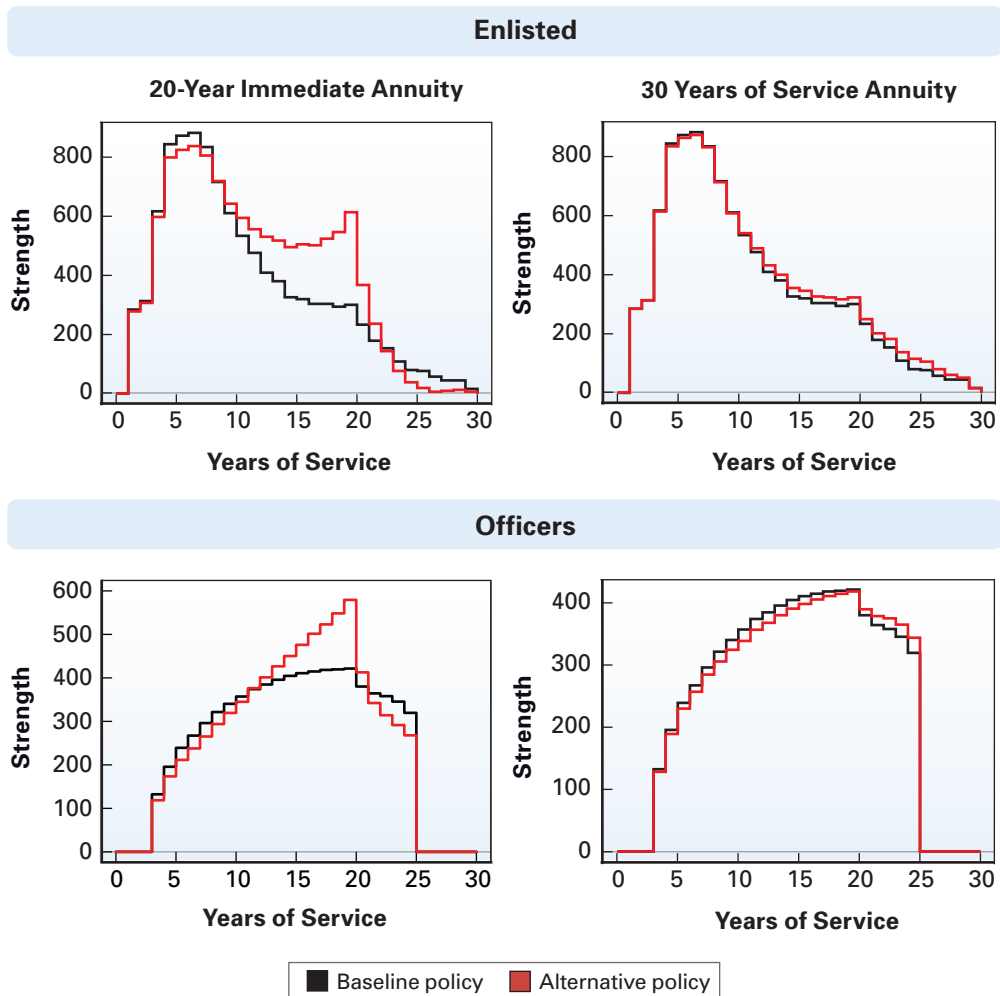 Enlisted
20-Year Immediate Annuity
30 Years of Service Annuity
Strength
800
600
400
200
0
0 5 10 15 20 25 30
Years of Service
Strength
800
600
400
200
0
0 5 10 15 20 25 30
Years of Service
Officers
Strength
600
500
400
300
200
100
0
0 5 10 15 20 25 30
Years of Service
Strength
400
300
200
100
0
0 5 10 15 20 25 30
Years of Service
Baseline policy Alternative policy